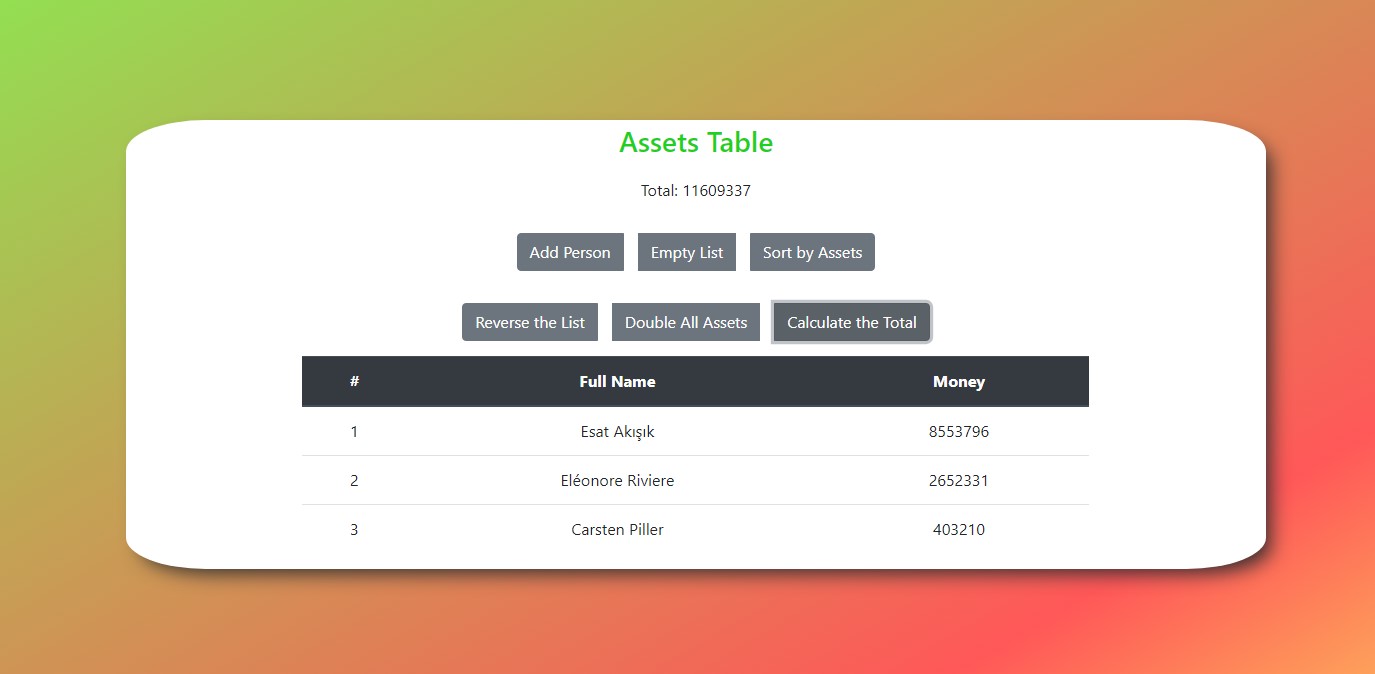 Assets Table
Total: 11609337
Add Person Empty List Sort by Assets
Reverse the List Double All Assets Calculate the Total
# Full Name Money
1 Esat Akışık 8553796
2 Eléonore Riviere 2652331
3 Carsten Piller 403210